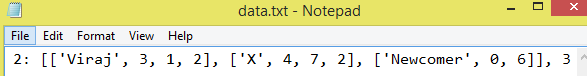 data.txt - Notepad
File Edit Format View Help
2: [['Viraj', 3, 1, 2], ['X', 4, 7, 2], ['Newcomer', 0, 6]], 3